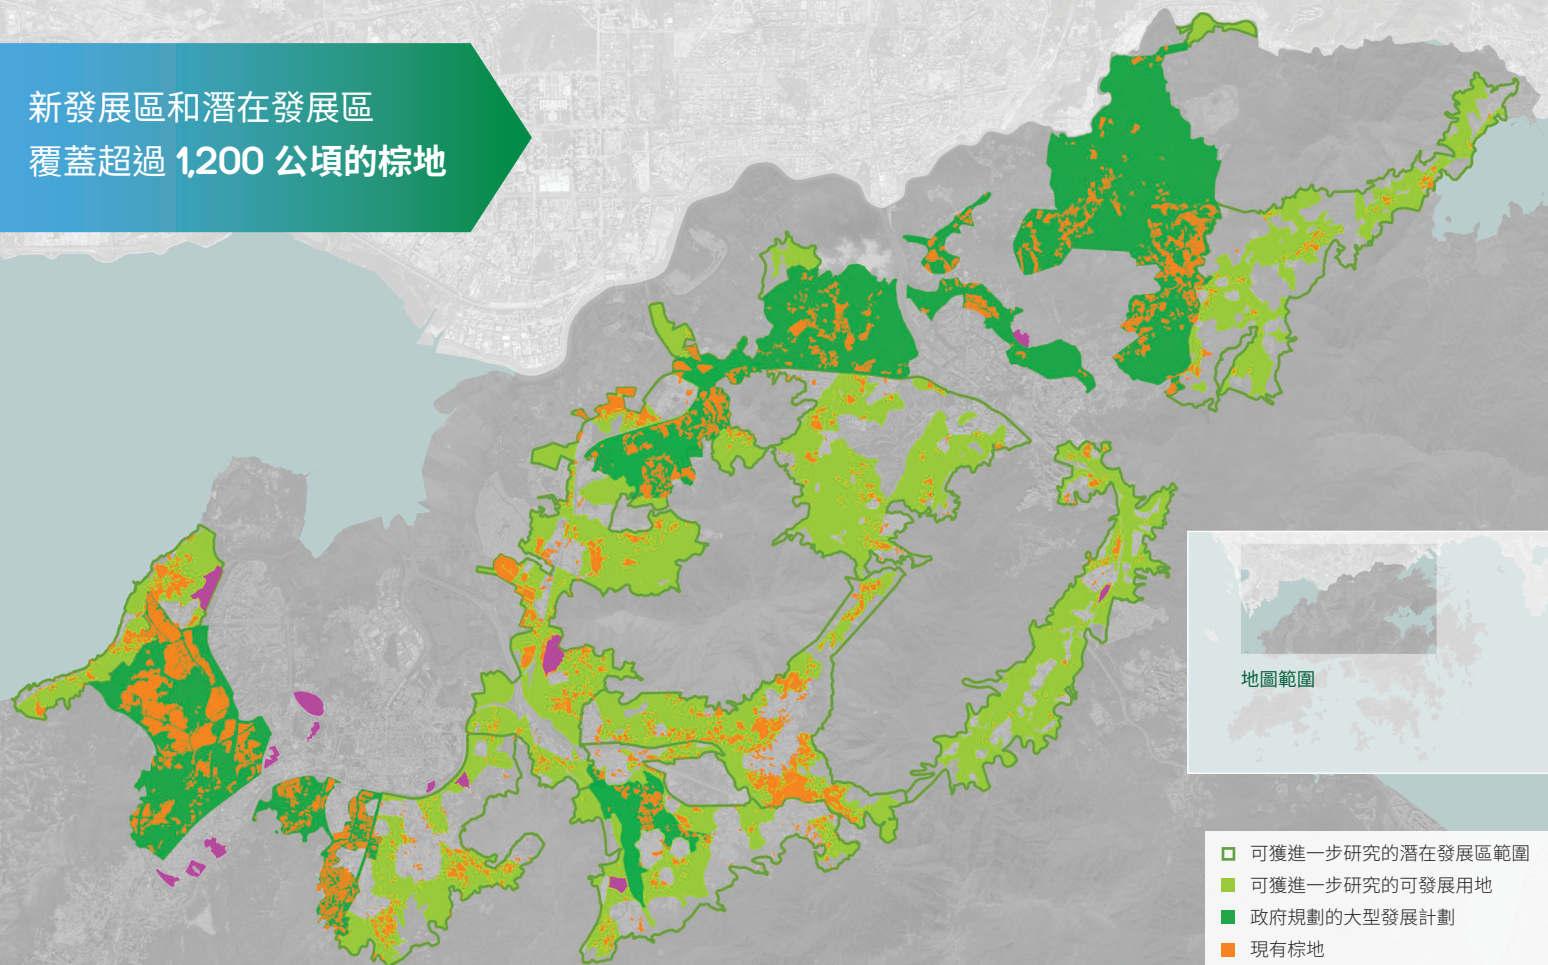 新發展區和潛在發展區
覆蓋超過 1,200 公頃的棕地
地圖範圍
可獲進一步研究的潛在發展區範圍
可獲進一步研究的可發展用地
政府規劃的大型發展計劃
現有棕地